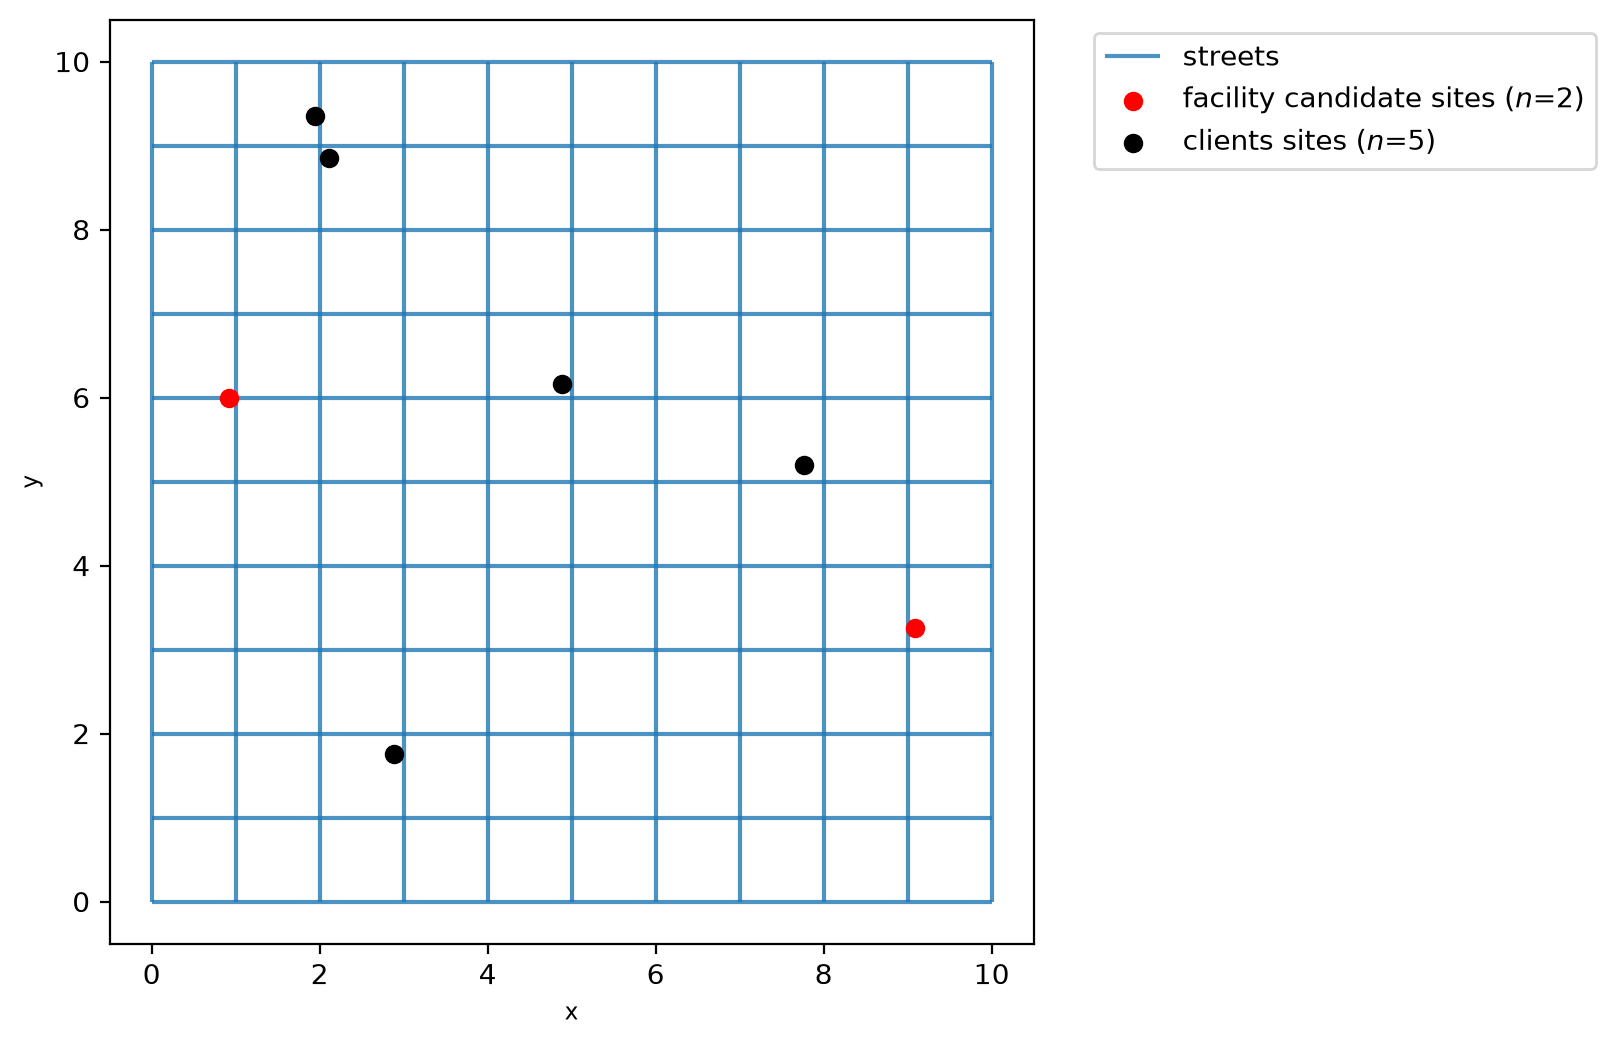 streets
facility candidate sites (n=2)
clients sites (n=5)
10
8
6
4
2
0
y
0 2 4 6 8 10
x